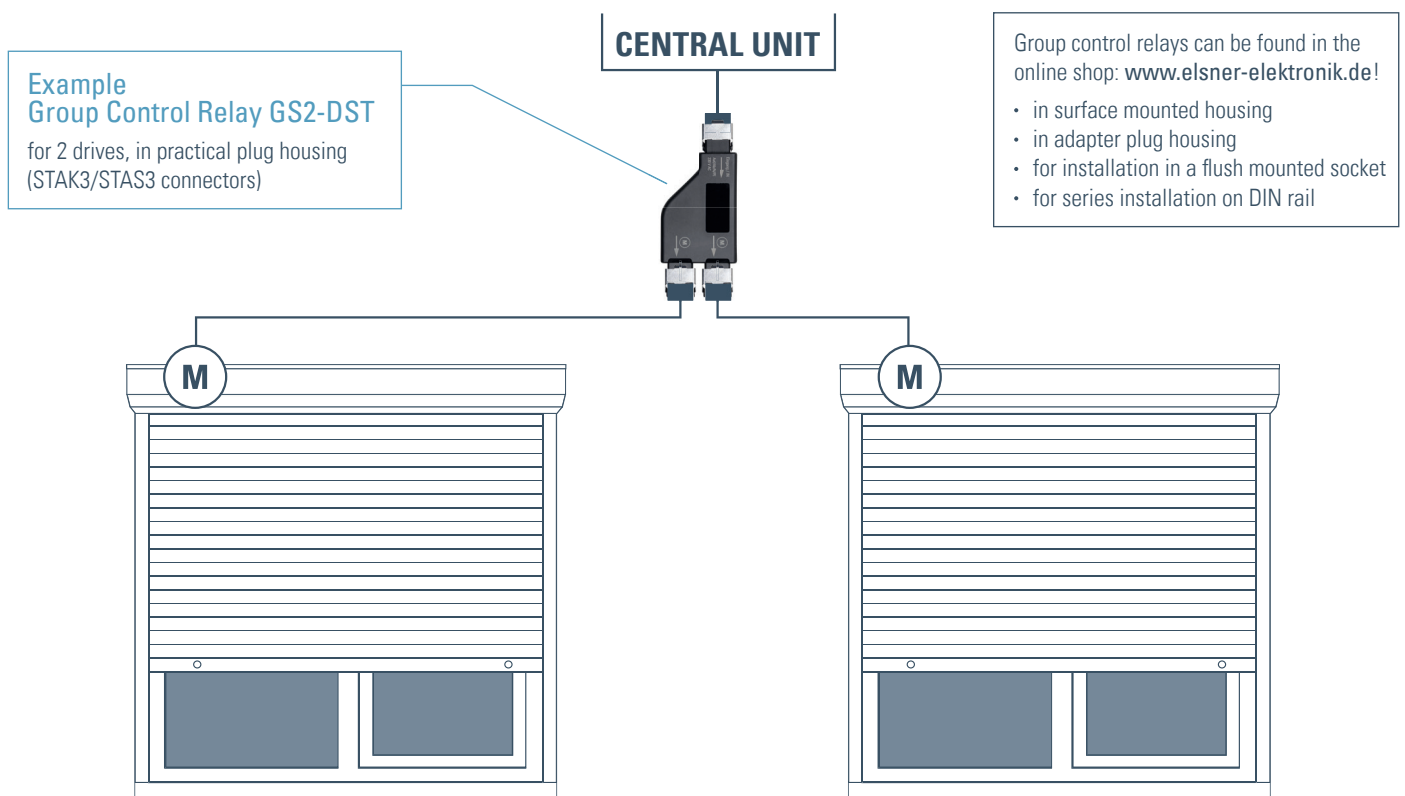 CENTRAL UNIT
Example
Group Control Relay GS2-DST
for 2 drives, in practical plug housing
(STAK3/STAS3 connectors)
Group control relays can be found in the
online shop: www.elsner-elektronik.de!
• in surface mounted housing
• in adapter plug housing
• for installation in a flush mounted socket
• for series installation on DIN rail
M
M
M
M